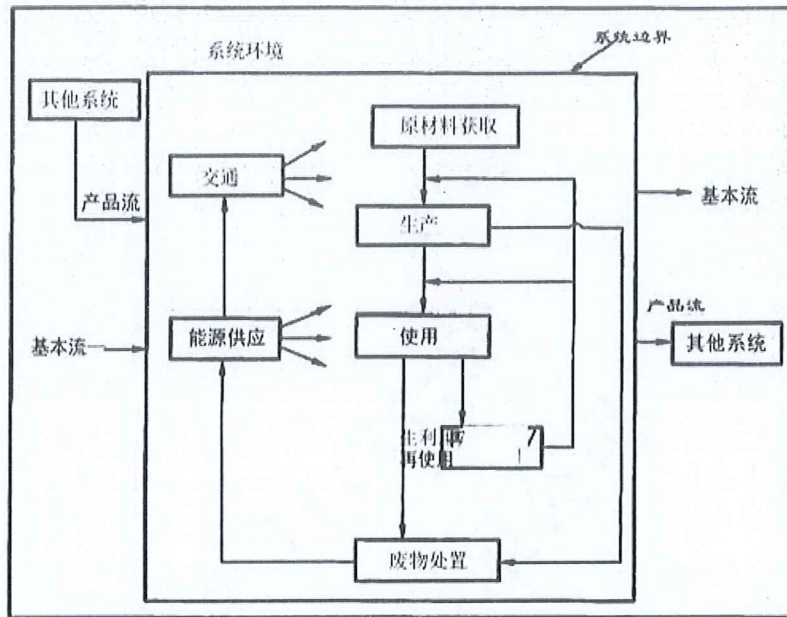 系统环境
系统边界
其他系统
原材料获取
交通
产品流
基本流
生产
产品流
基本流
能源供应
使用
其他系统
生利
再使用
废物处置